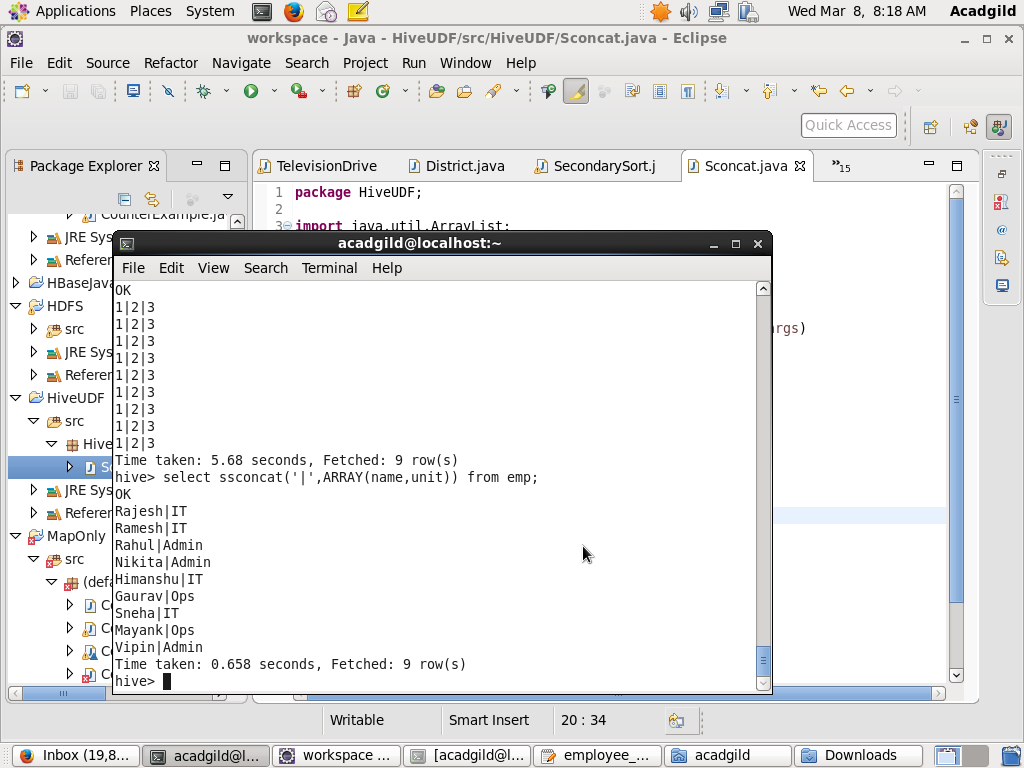 Applications Places System Wed Mar 8, 8:18 AM Acadgild
workspace - Java - HiveUDF/src/HiveUDF/Sconcat.java - Eclipse
File Edit Source Refactor Navigate Search Project Run Window Help
Quick Access
Package Explorer TelevisionDrive District.java SecondarySort.j Sconcat.java »15
1 package HiveUDF;
2
3 import java.util.ArrayList;
CounterExample.ja
JRE Sys
Referen
HBaseJava
HDFS
src
JRE Sys
Referen
HiveUDF
src
Hive
Sc
JRE Sys
Referen
MapOnly
src
(defa
Co
Co
Co
Co
args)
acadgild@localhost:~
File Edit View Search Terminal Help
OK
1|2|3
1|2|3
1|2|3
1|2|3
1|2|3
1|2|3
1|2|3
1|2|3
1|2|3
Time taken: 5.68 seconds, Fetched: 9 row(s)
hive> select ssconcat('|',ARRAY(name,unit)) from emp;
OK
Rajesh|IT
Ramesh|IT
Rahul|Admin
Nikita|Admin
Himanshu|IT
Gaurav|Ops
Sneha|IT
Mayank|Ops
Vipin|Admin
Time taken: 0.658 seconds, Fetched: 9 row(s)
hive>
Writable Smart Insert 20 : 34
Inbox (19,8... acadgild@l... workspace ... [acadgild@l... employee_... acadgild Downloads